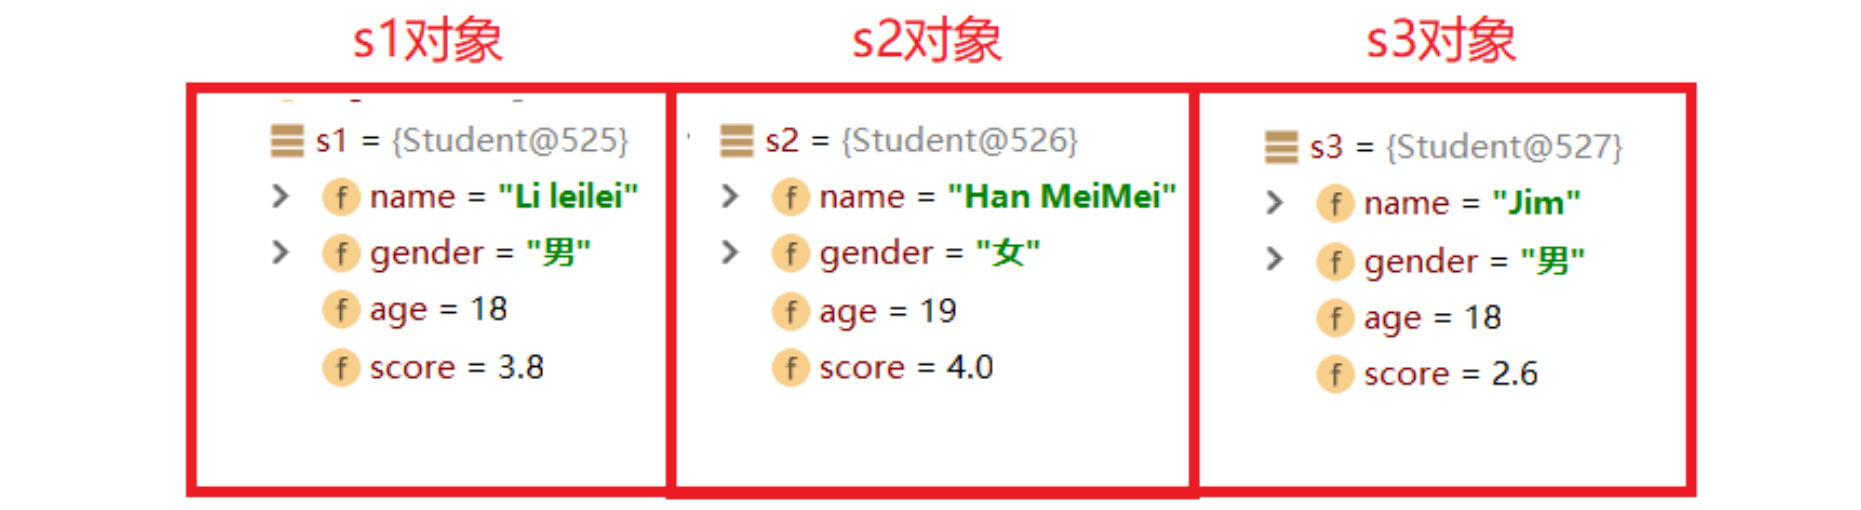 s1对象
s2对象
s3对象
s1 = {Student@525}
f name = "Li leilei"
f gender = "男"
f age = 18
f score = 3.8
s2 = {Student@526}
f name = "Han MeiMei"
f gender = "女"
f age = 19
f score = 4.0
s3 = {Student@527}
f name = "Jim"
f gender = "男"
f age = 18
f score = 2.6